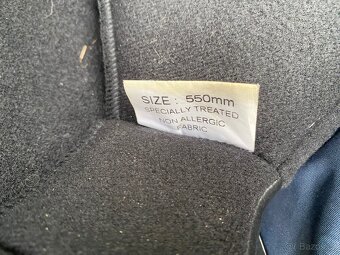 SIZE : 550mm
SPECIALLY TREATED
NON ALLERGIC
FABRIC